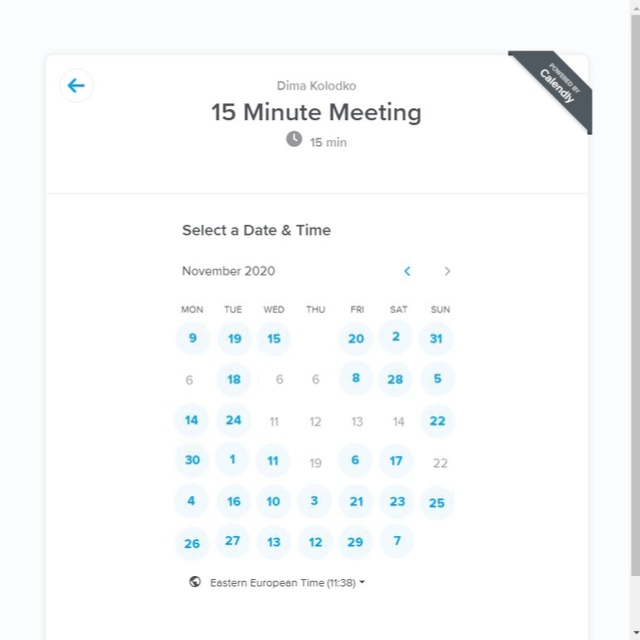 POWERED BY
Calendly
Dima Kolodko
15 Minute Meeting
15 min
Select a Date & Time
November 2020
MON TUE WED THU FRI SAT SUN
9 19 15 20 2 31
6 18 6 6 8 28 5
14 24 11 12 13 14 22
30 1 11 19 6 17 22
4 16 10 3 21 23 25
26 27 13 12 29 7
Eastern European Time (11:38)